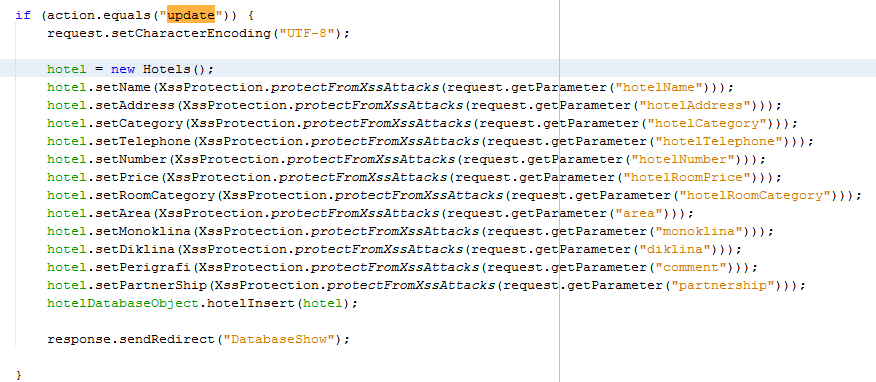 if (action.equals("update")) {
    request.setCharacterEncoding("UTF-8");
    hotel = new Hotels();
    hotel.setName(XssProtection.protectFromXssAttacks(request.getParameter("hotelName")));
    hotel.setAddress(XssProtection.protectFromXssAttacks(request.getParameter("hotelAddress")));
    hotel.setCategory(XssProtection.protectFromXssAttacks(request.getParameter("hotelCategory")));
    hotel.setTelephone(XssProtection.protectFromXssAttacks(request.getParameter("hotelTelephone")));
    hotel.setNumber(XssProtection.protectFromXssAttacks(request.getParameter("hotelNumber")));
    hotel.setPrice(XssProtection.protectFromXssAttacks(request.getParameter("hotelRoomPrice")));
    hotel.setRoomCategory(XssProtection.protectFromXssAttacks(request.getParameter("hotelRoomCategory")));
    hotel.setArea(XssProtection.protectFromXssAttacks(request.getParameter("area")));
    hotel.setMonoklina(XssProtection.protectFromXssAttacks(request.getParameter("monoklina")));
    hotel.setDiklina(XssProtection.protectFromXssAttacks(request.getParameter("diklina")));
    hotel.setPerigrafi(XssProtection.protectFromXssAttacks(request.getParameter("comment")));
    hotel.setPartnerShip(XssProtection.protectFromXssAttacks(request.getParameter("partnership")));
    hotelDatabaseObject.hotelInsert(hotel);
    response.sendRedirect("DatabaseShow");
}